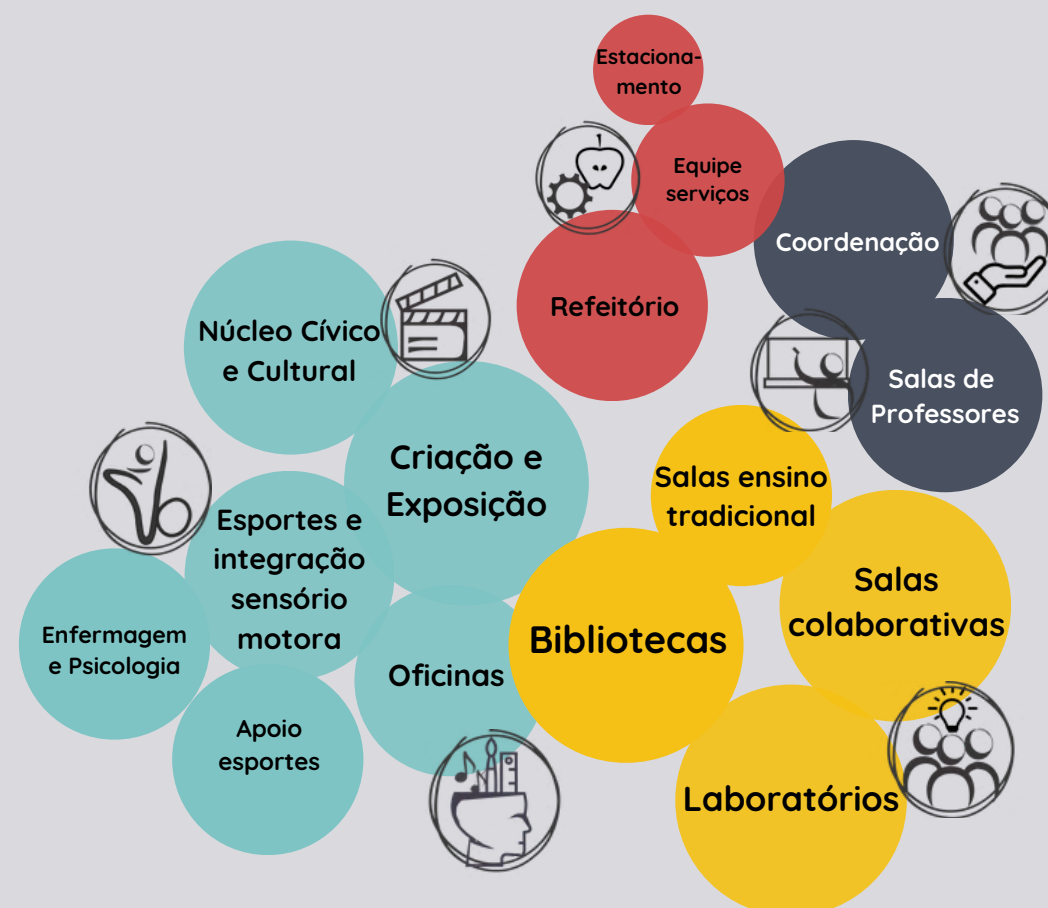 Estaciona-
mento
Equipe
serviços
Coordenação
Refeitório
Núcleo Cívico
e Cultural
Salas de
Professores
Criação e
Exposição
Salas ensino
tradicional
Esportes e
integração
sensório
motora
Salas
colaborativas
Enfermagem
e Psicologia
Bibliotecas
Oficinas
Apoio
esportes
Laboratórios